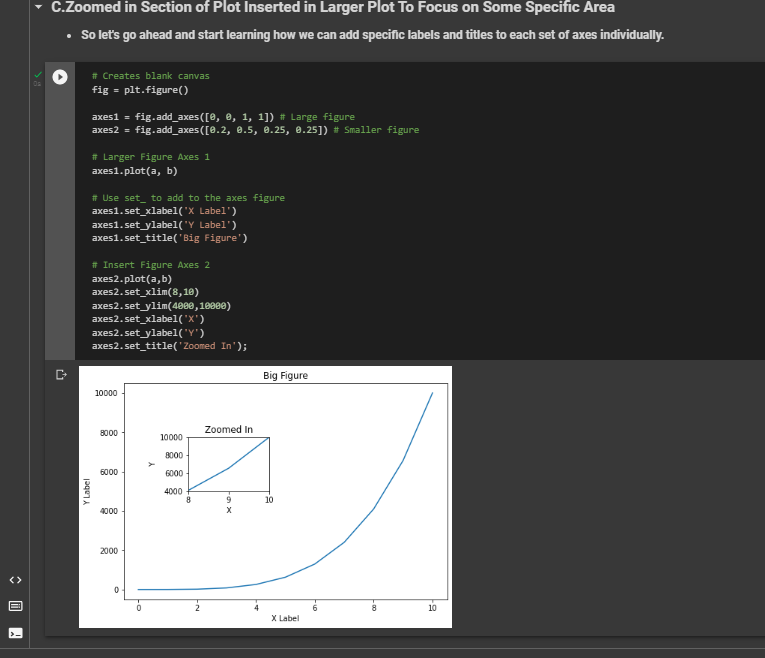 C.Zoomed in Section of Plot Inserted in Larger Plot To Focus on Some Specific Area
So let's go ahead and start learning how we can add specific labels and titles to each set of axes individually.
0s
# Creates blank canvas
fig = plt.figure()
axes1 = fig.add_axes([0, 0, 1, 1]) # Large figure
axes2 = fig.add_axes([0.2, 0.5, 0.25, 0.25]) # Smaller figure
# Larger Figure Axes 1
axes1.plot(a, b)
# Use set_ to add to the axes figure
axes1.set_xlabel('X Label')
axes1.set_ylabel('Y Label')
axes1.set_title('Big Figure')
# Insert Figure Axes 2
axes2.plot(a,b)
axes2.set_xlim(8,10)
axes2.set_ylim(4000,10000)
axes2.set_xlabel('X')
axes2.set_ylabel('Y')
axes2.set_title('Zoomed In');
Big Figure
10000
8000
6000
4000
2000
0
Y Label
Zoomed In
10000
8000
6000
4000
Y
8 9 10
X
0 2 4 6 8 10
X Label